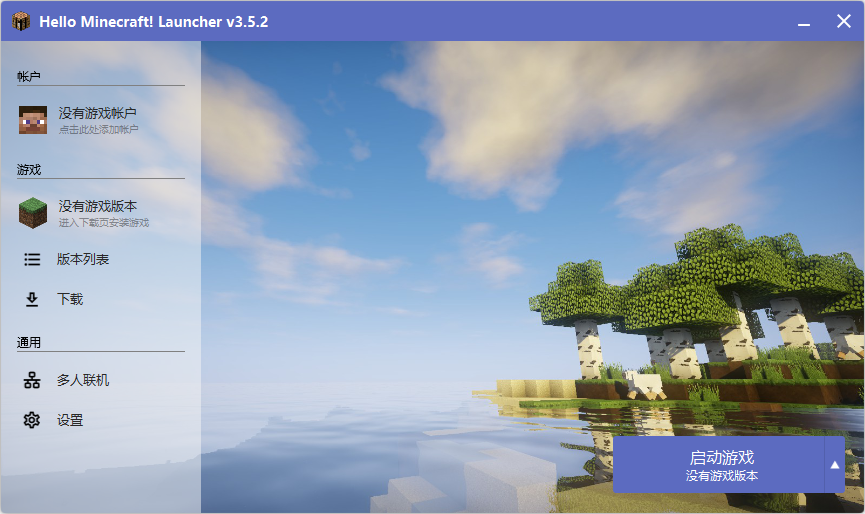 Hello Minecraft! Launcher v3.5.2
帐户
没有游戏帐户
点击此处添加帐户
游戏
没有游戏版本
进入下载页安装游戏
版本列表
下载
通用
多人联机
设置
启动游戏
没有游戏版本